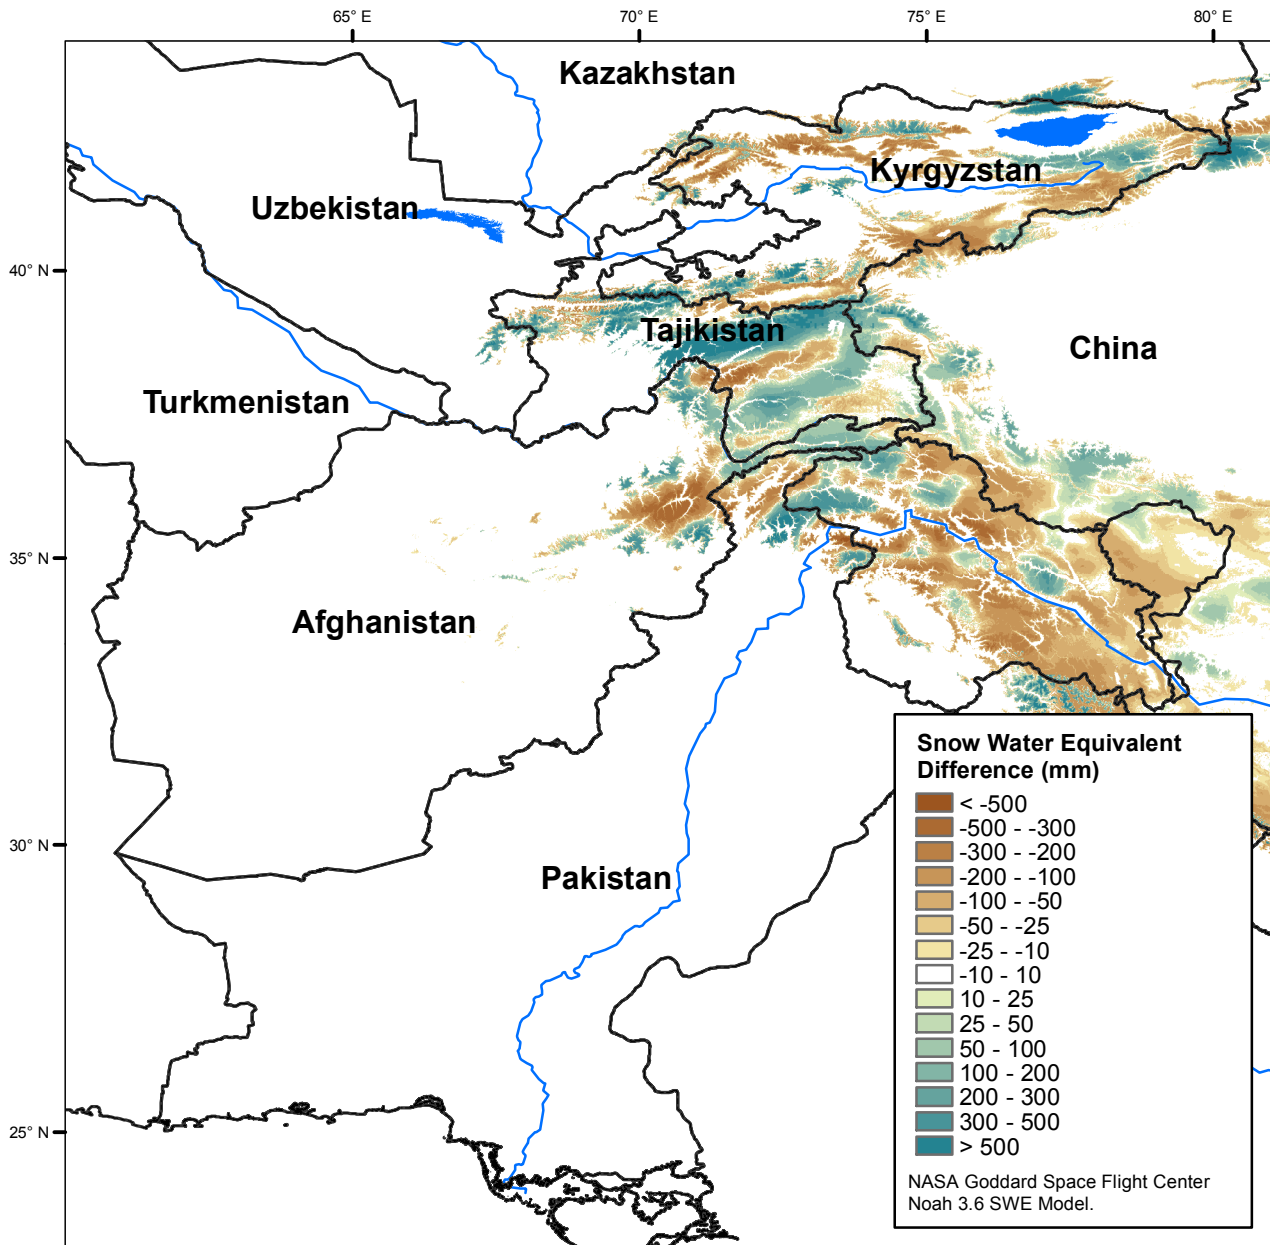 65° E
70° E
75° E
80° E
Kazakhstan
Kyrgyzstan
Uzbekistan
40° N
Tajikistan
China
Turkmenistan
35° N
Afghanistan
Snow Water Equivalent
Difference (mm)
< -500
-500 - -300
-300 - -200
-200 - -100
-100 - -50
-50 - -25
-25 - -10
-10 - 10
10 - 25
25 - 50
50 - 100
100 - 200
200 - 300
300 - 500
> 500
NASA Goddard Space Flight Center
Noah 3.6 SWE Model.
30° N
Pakistan
25° N